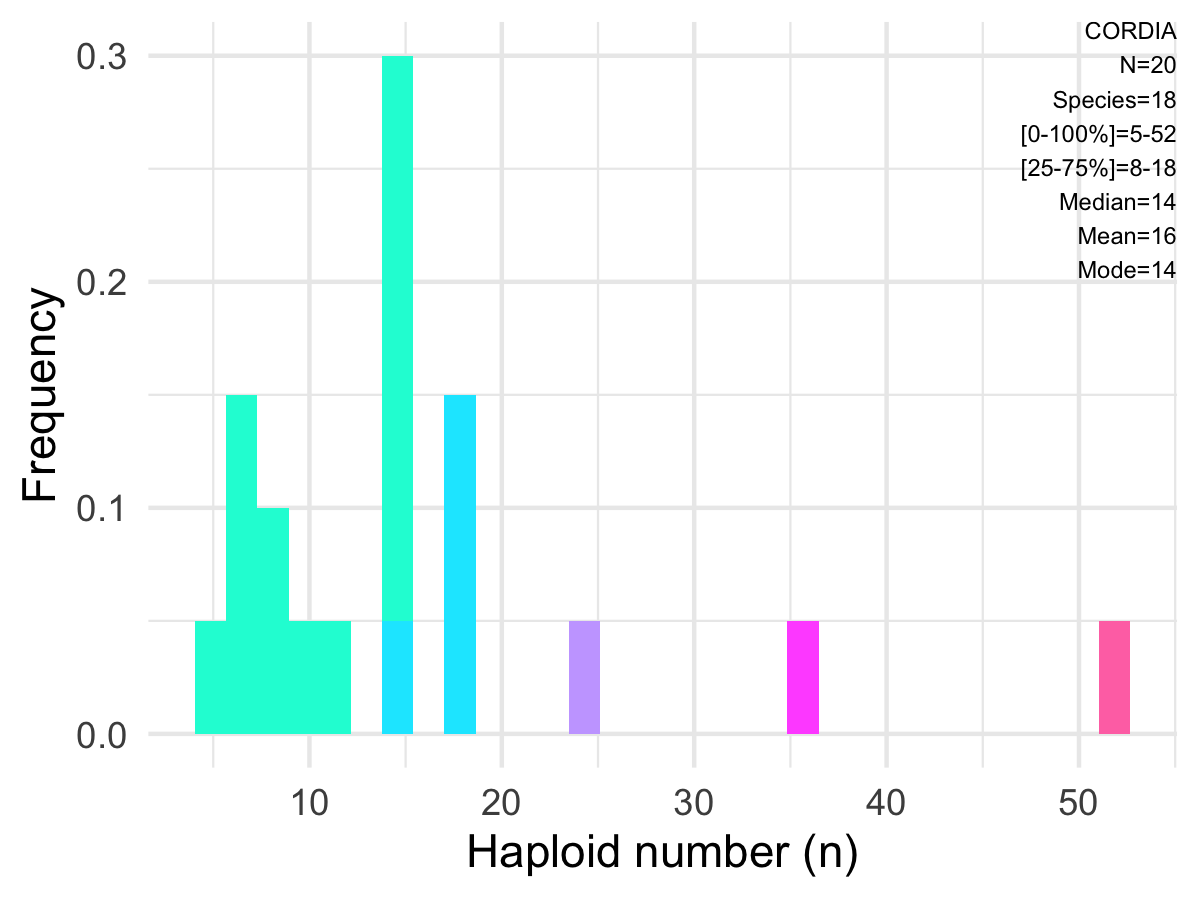 CORDIA
N=20
Species=18
[0-100%]=5-52
[25-75%]=8-18
Median=14
Mean=16
Mode=14
Frequency
0.3
0.2
0.1
0.0
10 20 30 40 50
Haploid number (n)